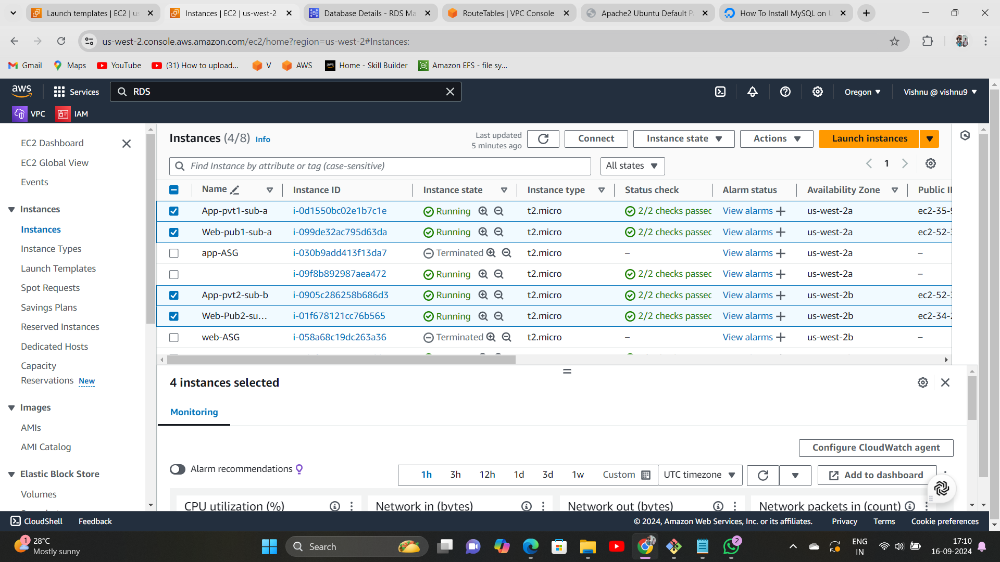 Launch templates | EC2 | us
Instances | EC2 | us-west-2
Database Details - RDS Ma
RouteTables | VPC Console
Apache2 Ubuntu Default P
How To Install MySQL on U
us-west-2.console.aws.amazon.com/ec2/home?region=us-west-2#Instances:
Gmail
Maps
YouTube
(31) How to upload...
V
AWS
aws
Home - Skill Builder
Amazon EFS - file sy...
aws
Services
RDS
Oregon
Vishnu @ vishnu9
VPC
IAM
EC2 Dashboard
EC2 Global View
Events
Instances
Instances
Instance Types
Launch Templates
Spot Requests
Savings Plans
Reserved Instances
Dedicated Hosts
Capacity
Reservations New
Images
AMIs
AMI Catalog
Elastic Block Store
Volumes
Instances (4/8) Info
Last updated
5 minutes ago
Connect
Instance state
Actions
Launch instances
Find Instance by attribute or tag (case-sensitive)
All states
1
Name Instance ID Instance state Instance type Status check Alarm status Availability Zone Public I
App-pvt1-sub-a i-0d1550bc02e1b7c1e Running t2.micro 2/2 checks passec View alarms us-west-2a ec2-35-9
Web-pub1-sub-a i-099de32ac795d63da Running t2.micro 2/2 checks passec View alarms us-west-2a ec2-52-3
app-ASG i-030b9add413f13da7 Terminated t2.micro – View alarms us-west-2a –
i-09f8b892987aea472 Running t2.micro 2/2 checks passec View alarms us-west-2a –
App-pvt2-sub-b i-0905c286258b686d3 Running t2.micro 2/2 checks passec View alarms us-west-2b ec2-52-3
Web-Pub2-su... i-01f678121cc76b565 Running t2.micro 2/2 checks passec View alarms us-west-2b ec2-34-2
web-ASG i-058a68c19dc263a36 Terminated t2.micro – View alarms us-west-2b –
4 instances selected
Monitoring
Configure CloudWatch agent
Alarm recommendations
1h 3h 12h 1d 3d 1w Custom UTC timezone
Add to dashboard
CPU utilization (%)
Network in (bytes)
Network out (bytes)
Network packets in (count)
CloudShell
Feedback
© 2024, Amazon Web Services, Inc. or its affiliates.
Privacy
Terms
Cookie preferences
1
28°C
Mostly sunny
Search
2
ENG
IN
17:10
16-09-2024